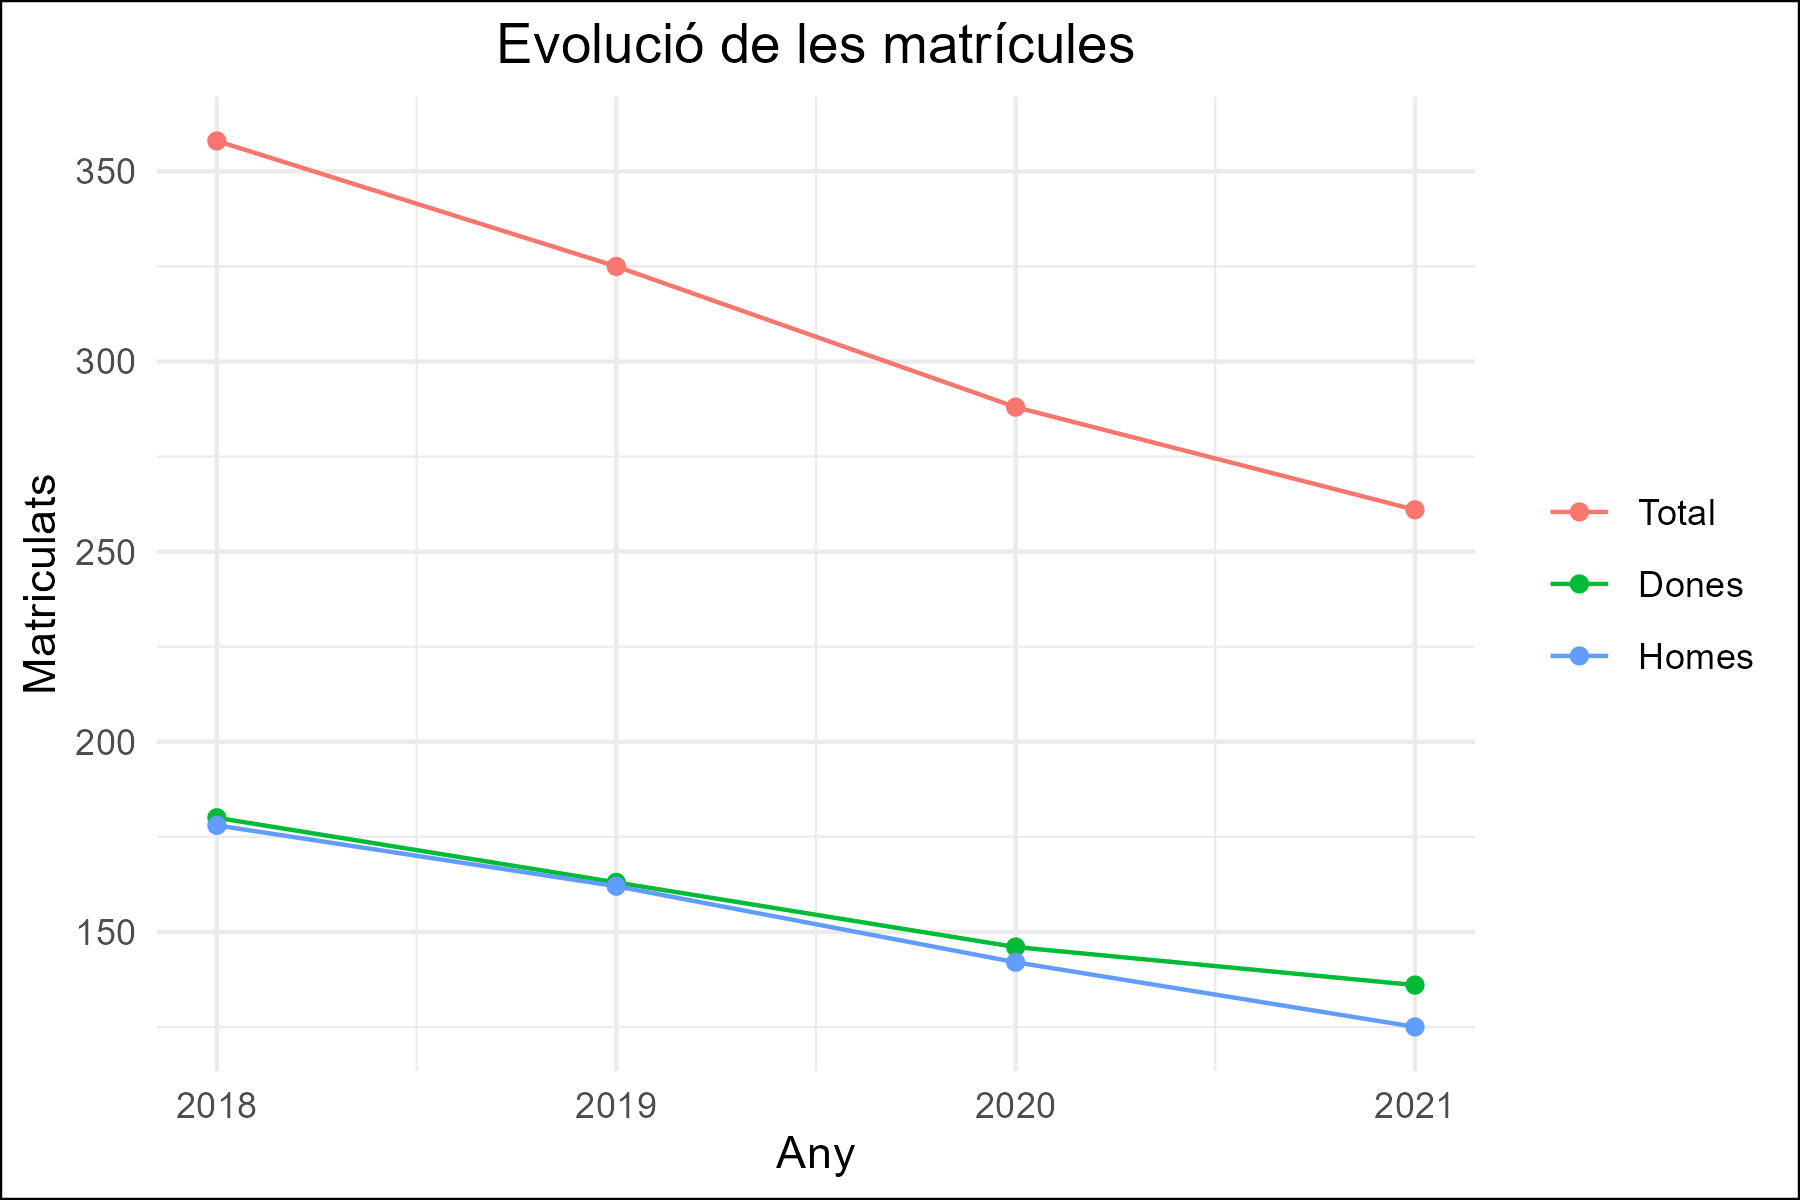 Evolució de les matrícules
Matriculats
350
300
250
200
150
2018 2019 2020 2021
Any
Total
Dones
Homes